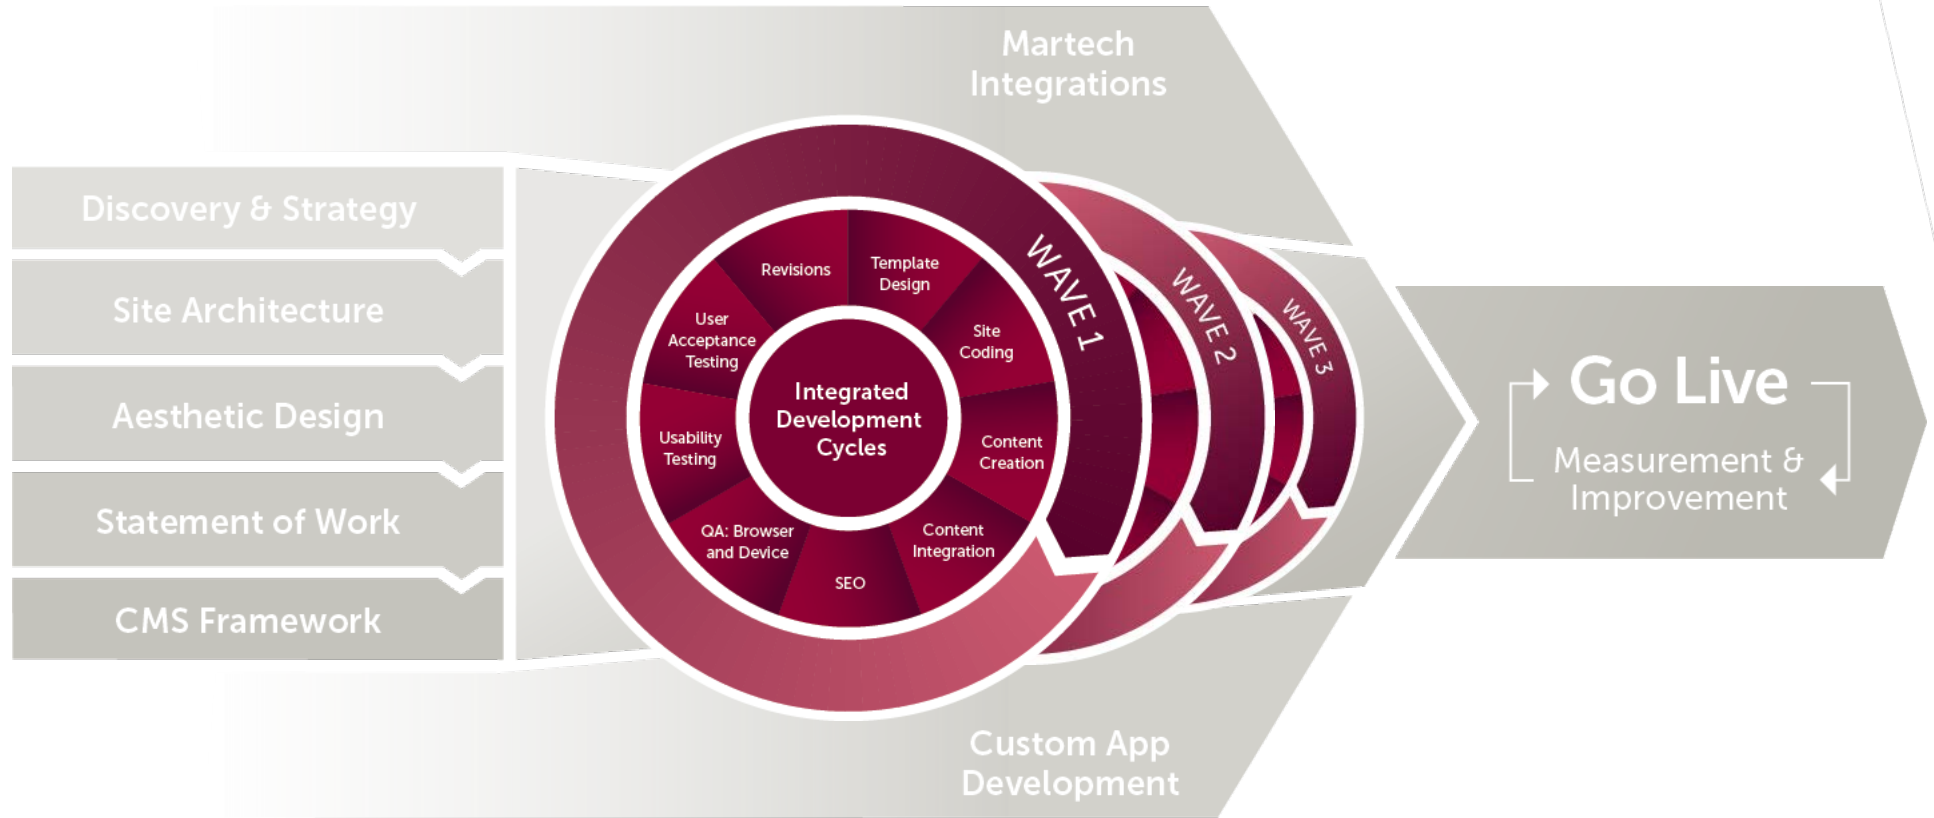 Martech
Integrations
Discovery & Strategy
Site Architecture
Aesthetic Design
Statement of Work
CMS Framework
Integrated
Development
Cycles
Template
Design
Site
Coding
Content
Creation
Content
Integration
SEO
QA: Browser
and Device
Usability
Testing
User
Acceptance
Testing
Revisions
WAVE 1
WAVE 2
WAVE 3
Custom App
Development
Go Live
Measurement &
Improvement